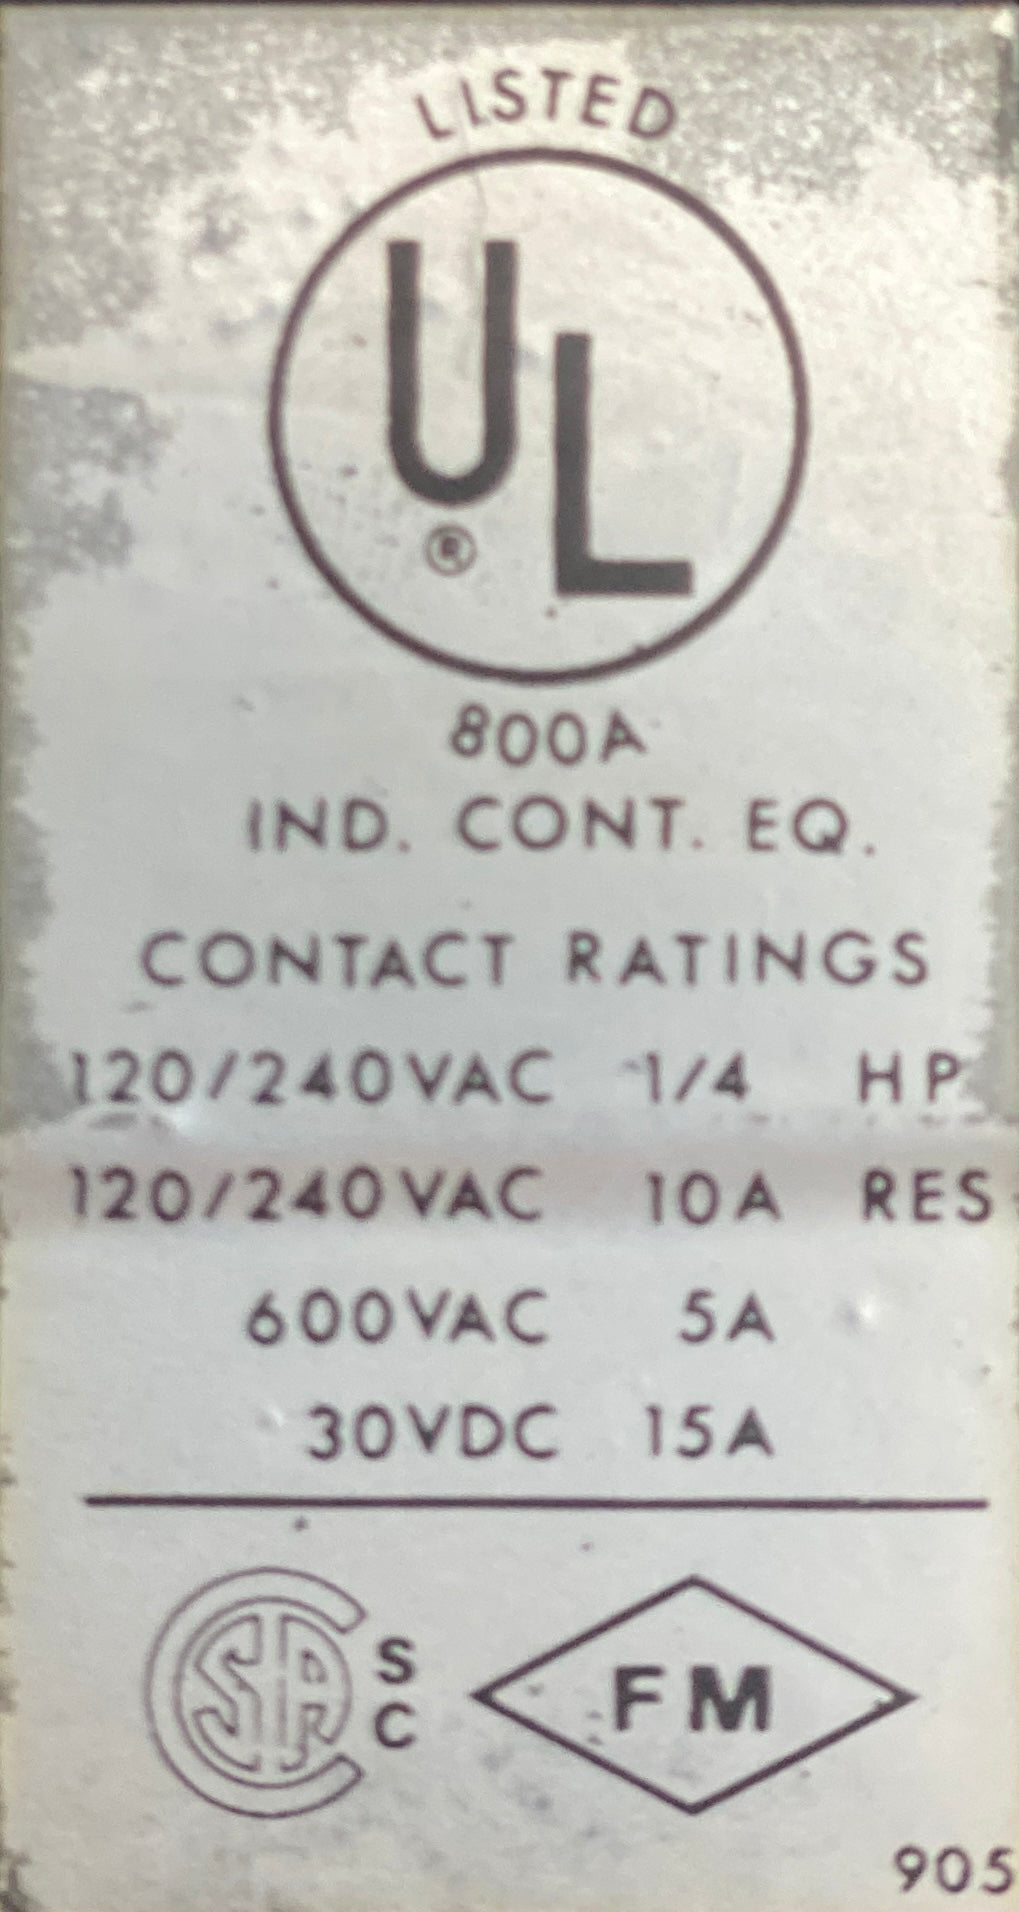 LISTED
UL
®
800A
IND. CONT. EQ.
CONTACT RATINGS
120/240VAC 1/4 HP
120/240VAC 10A RES
600VAC 5A
30VDC 15A
CSA
S
C
FM
905